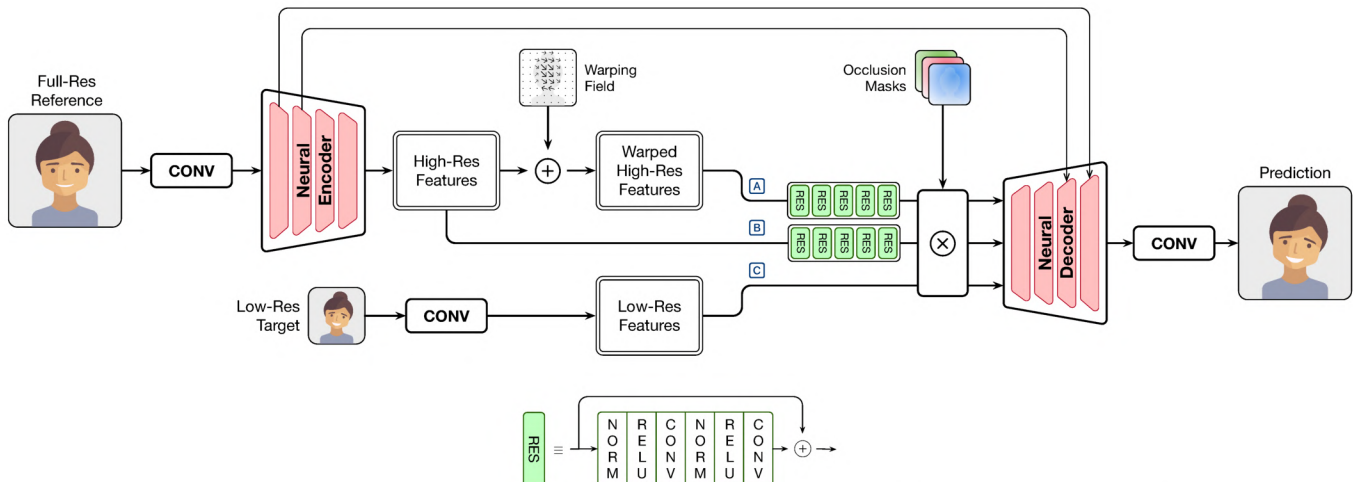 Full-Res
Reference
CONV
Neural
Encoder
High-Res
Features
Warping
Field
+
Warped
High-Res
Features
A
RES RES RES RES RES
B
RES RES RES RES RES
C
Occlusion
Masks
×
Neural
Decoder
CONV
Prediction
Low-Res
Target
CONV
Low-Res
Features
RES
≡
NORM
RELU
CONV
NORM
RELU
CONV
+